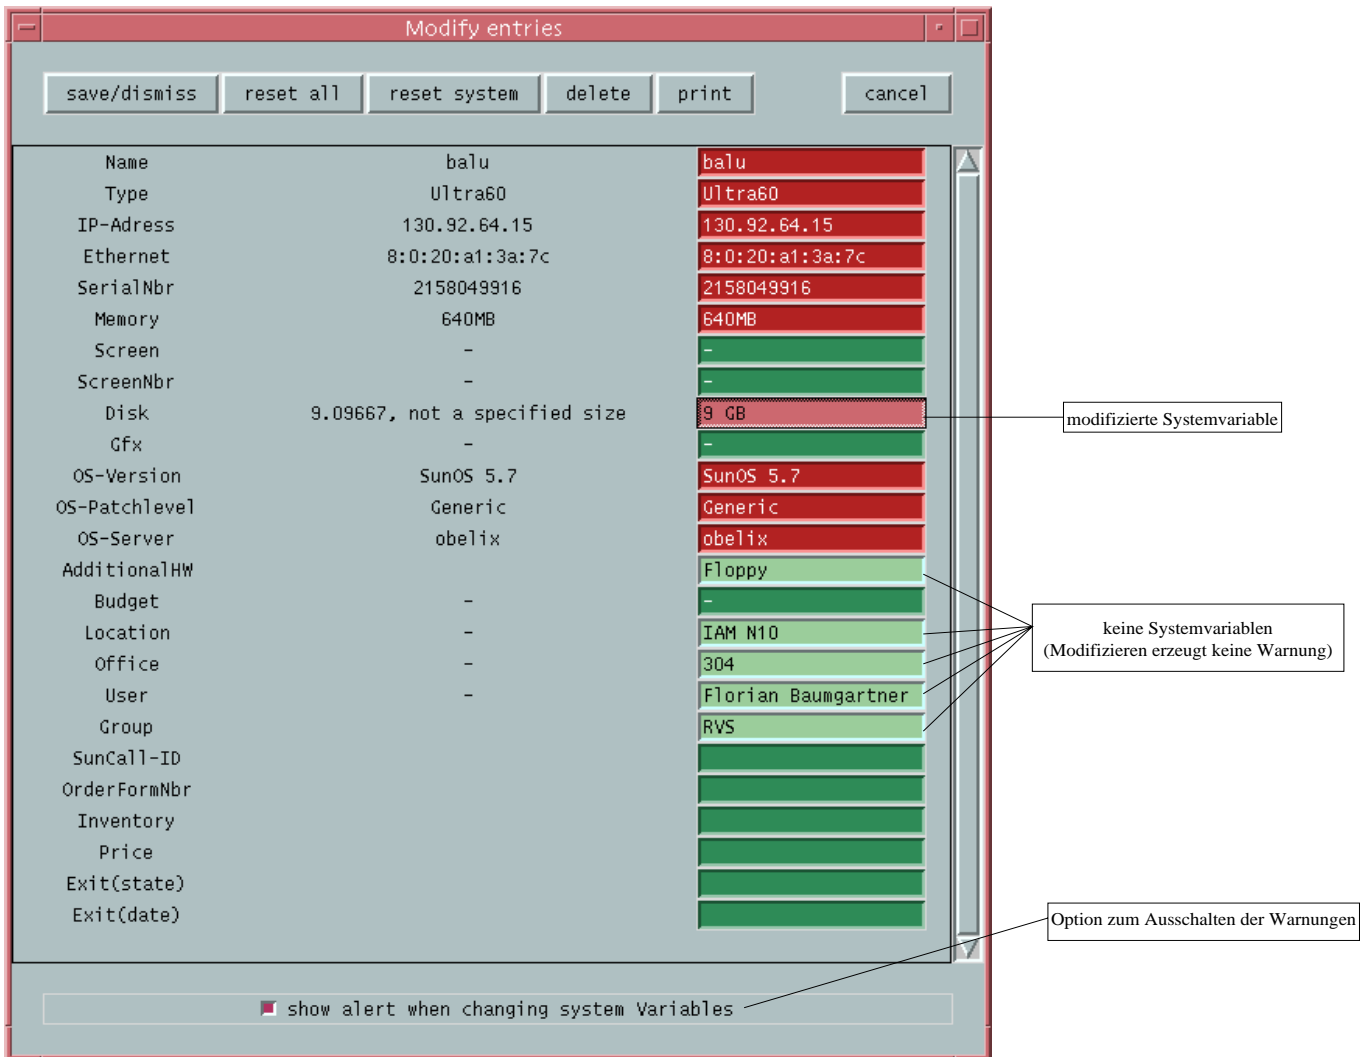 Modify entries
save/dismiss reset all reset system delete print cancel
Name balu balu
Type Ultra60 Ultra60
IP-Adress 130.92.64.15 130.92.64.15
Ethernet 8:0:20:a1:3a:7c 8:0:20:a1:3a:7c
SerialNbr 2158049916 2158049916
Memory 640MB 640MB
Screen - -
ScreenNbr - -
Disk 9.09667, not a specified size 9 GB
modifizierte Systemvariable
Gfx - -
OS-Version SunOS 5.7 SunOS 5.7
OS-Patchlevel Generic Generic
OS-Server obelix obelix
AdditionalHW Floppy
Budget - -
Location - IAM N10
keine Systemvariablen
(Modifizieren erzeugt keine Warnung)
Office - 304
User - Florian Baumgartner
Group RVS
SunCall-ID
OrderFormNbr
Inventory
Price
Exit(state)
Exit(date)
Option zum Ausschalten der Warnungen
show alert when changing system Variables